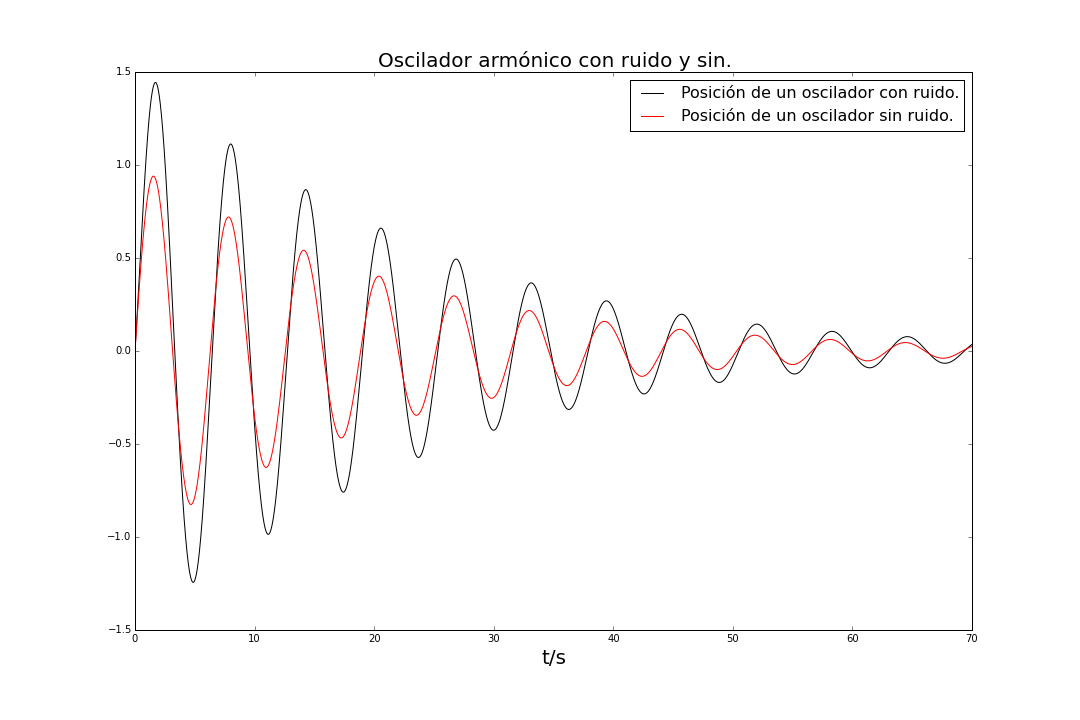 Oscilador armónico con ruido y sin.
Posición de un oscilador con ruido.
Posición de un oscilador sin ruido.
1.5
1.0
0.5
0.0
−0.5
−1.0
−1.5
0 10 20 30 40 50 60 70
t/s